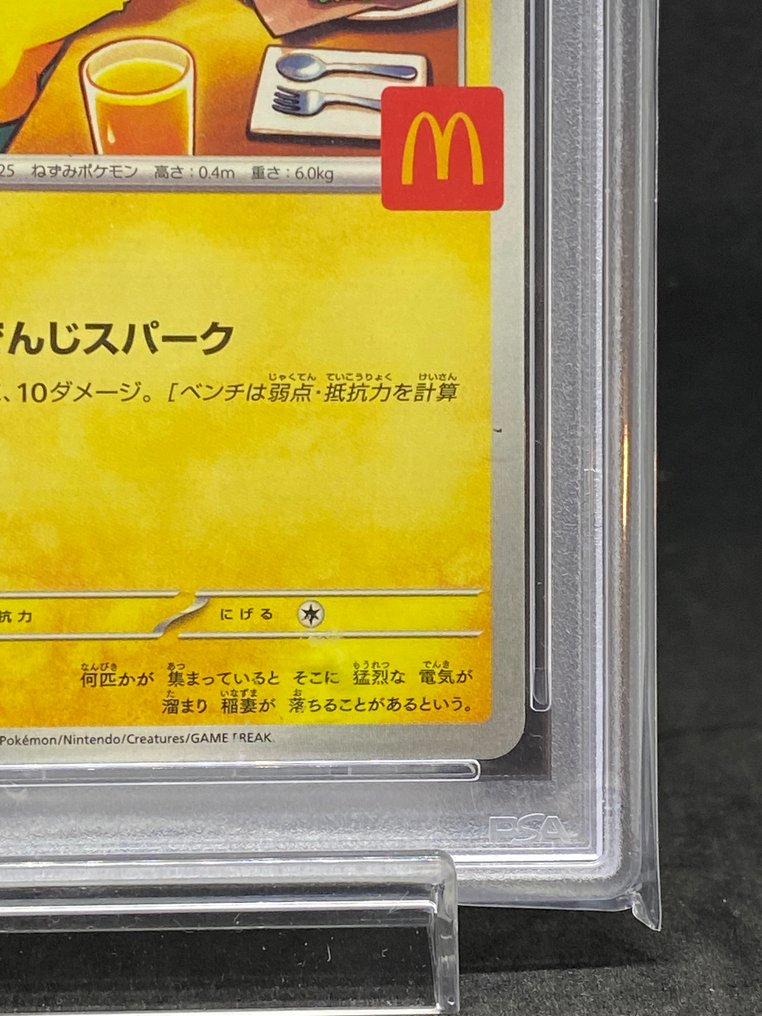 25 ねずみポケモン 高さ:0.4m 重さ:6.0kg
んじスパーク
、10ダメージ。[ベンチは弱点・抵抗力を計算
抗力 にげる
何匹かが 集まっていると そこに 猛烈な 電気が
溜まり 稲妻が 落ちることがあるという。
Pokémon/Nintendo/Creatures/GAME FREAK.
PSA